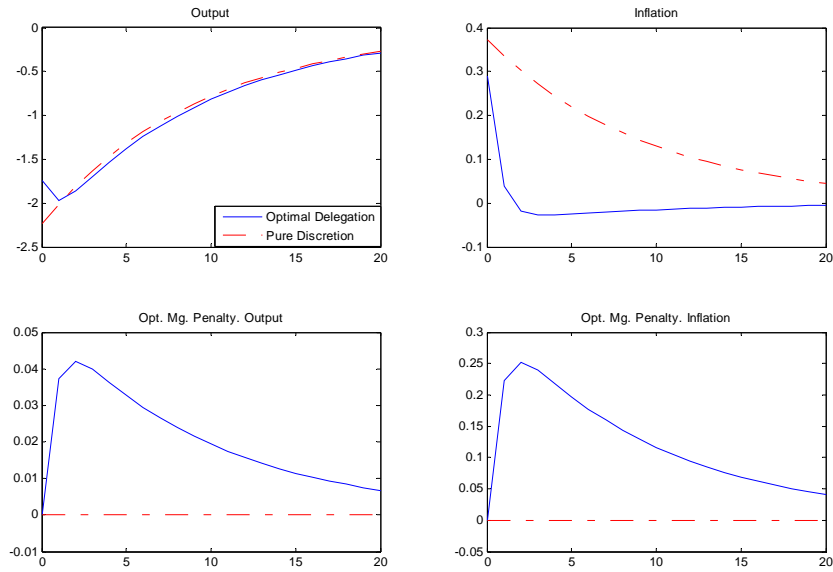 Output
0
-0.5
-1
-1.5
-2
-2.5
0 5 10 15 20
Optimal Delegation
Pure Discretion
Inflation
0.4
0.3
0.2
0.1
0
-0.1
0 5 10 15 20
Opt. Mg. Penalty. Output
0.05
0.04
0.03
0.02
0.01
0
-0.01
0 5 10 15 20
Opt. Mg. Penalty. Inflation
0.3
0.25
0.2
0.15
0.1
0.05
0
-0.05
0 5 10 15 20